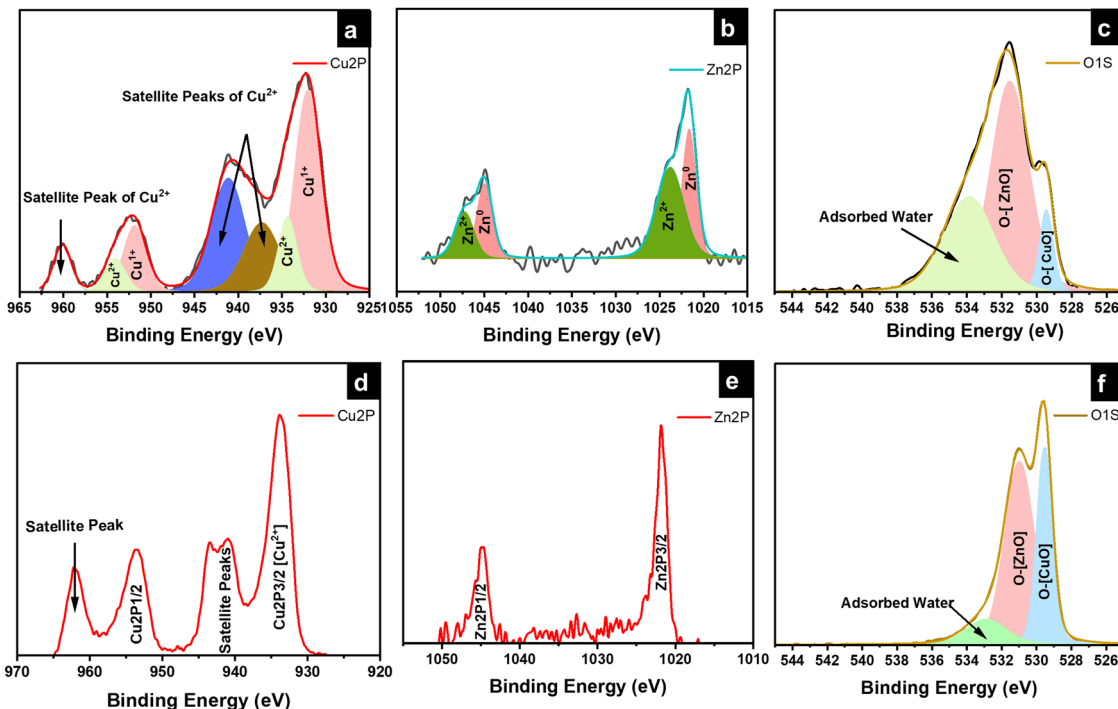 a
Cu2P
Satellite Peaks of Cu2+
Satellite Peak of Cu2+
Cu2+
Cu1+
Cu2+
Cu1+
965 960 955 950 945 940 935 930 9251
Binding Energy (eV)
b
Zn2P
Zn2+
Zn0
Zn2+
Zn0
1055 1050 1045 1040 1035 1030 1025 1020 1015
Binding Energy (eV)
c
O1S
O-[ ZnO]
Adsorbed Water
O-[ CuO]
544 542 540 538 536 534 532 530 528 526
Binding Energy (eV)
d
Cu2P
Satellite Peak
Cu2P1/2
Satellite Peaks
Cu2P3/2 [Cu2+]
970 960 950 940 930 920
Binding Energy (eV)
e
Zn2P
Zn2P1/2
Zn2P3/2
1050 1040 1030 1020 1010
Binding Energy (eV)
f
O1S
O-[ZnO]
O-[CuO]
Adsorbed Water
544 542 540 538 536 534 532 530 528 526
Binding Energy (eV)